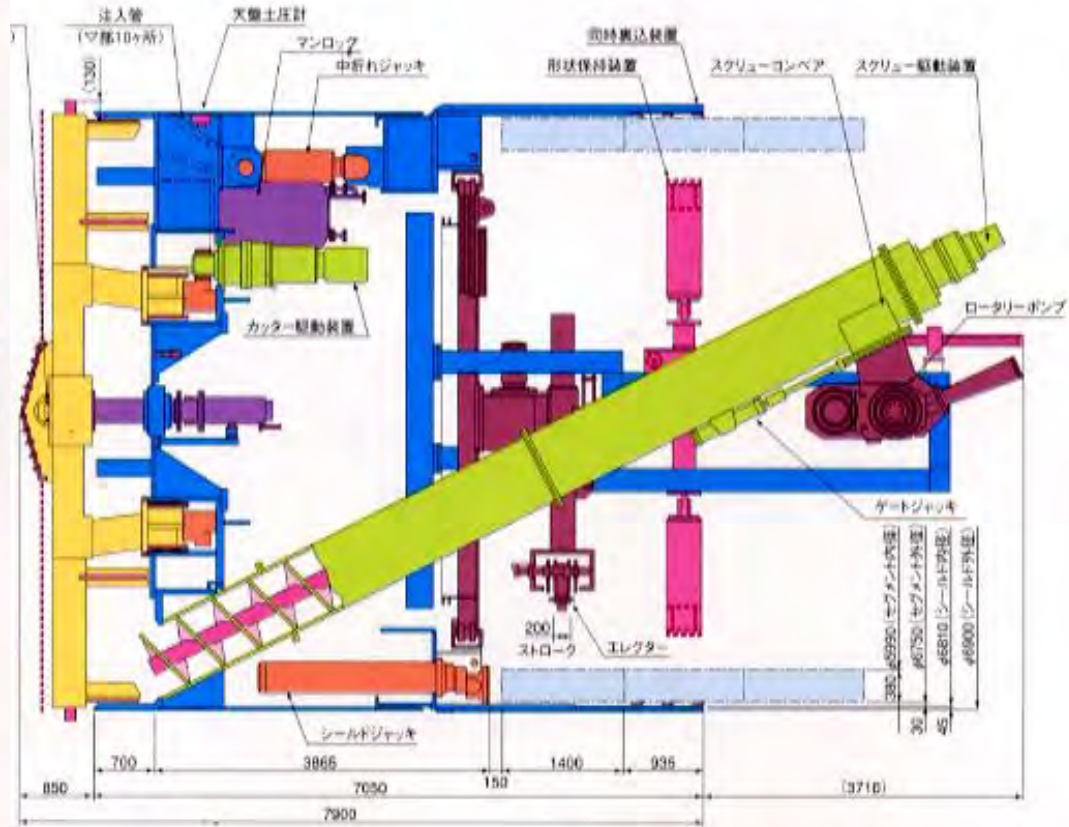 注入管
(▽部10ヶ所)
天盤土圧計
マンロック
中折れジャッキ
同時裏込装置
形状保持装置
スクリューコンベア
スクリュー駆動装置
)
(130)
カッター駆動装置
ロータリーポンプ
ゲートジャッキ
200
ストローク
エレクター
シールドジャッキ
φ5990(セグメント内径)
φ6750(セグメント外径)
φ6810(シールド内径)
φ6900(シールド外径)
380
30
45
700
3865
150
1400
935
850
7050
(3710)
7900